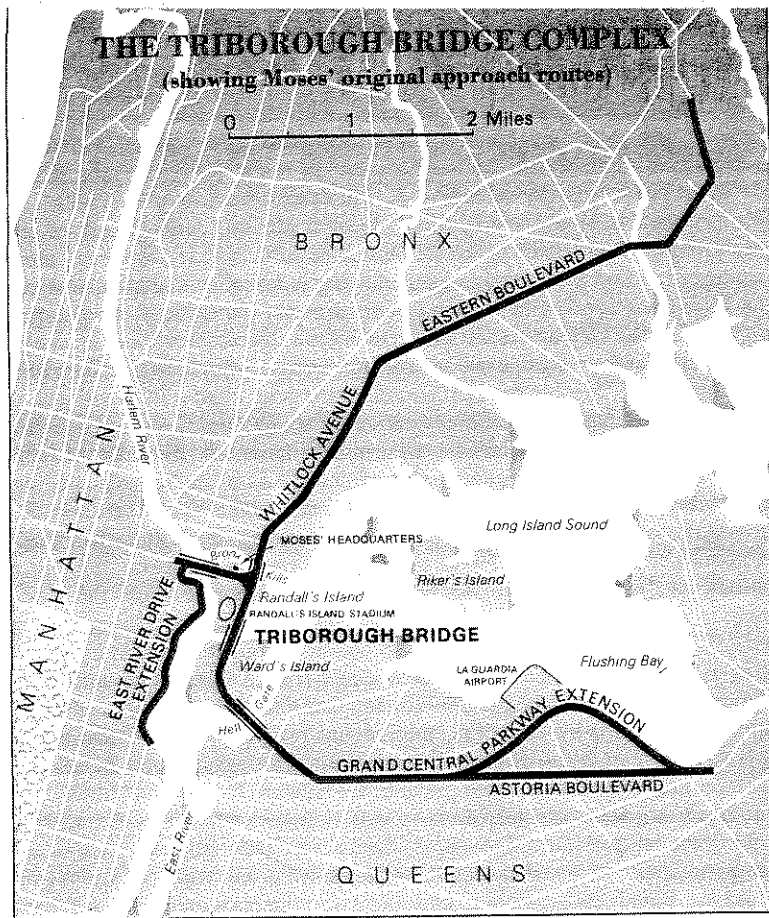 THE TRIBOROUGH BRIDGE COMPLEX
(showing Moses' original approach routes)
0 1 2 Miles
BRONX
EASTERN BOULEVARD
WHITLOCK AVENUE
Harlem River
MANHATTAN
Long Island Sound
MOSES' HEADQUARTERS
Bronx
Kills
Riker's Island
Randall's Island
RANDALL'S ISLAND STADIUM
TRIBOROUGH BRIDGE
EAST RIVER DRIVE
EXTENSION
Ward's Island
LA GUARDIA
AIRPORT
Flushing Bay
Hell
Gate
GRAND CENTRAL PARKWAY EXTENSION
ASTORIA BOULEVARD
East River
QUEENS